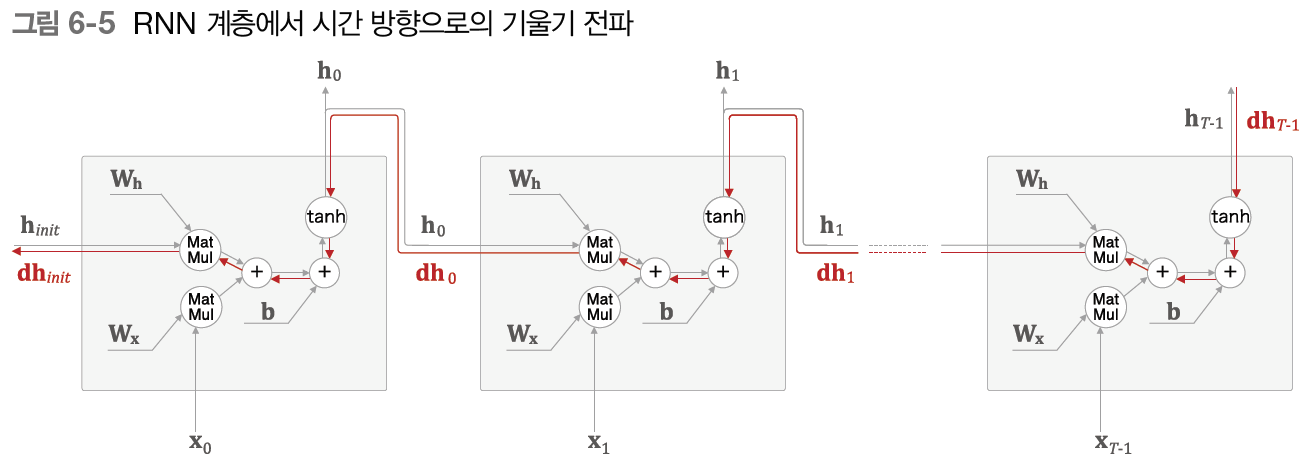 그림 6-5 RNN 계층에서 시간 방향으로의 기울기 전파
h0
h1
hT-1
dhT-1
Wh
tanh
hinit
dhinit
Mat
Mul
+
+
Mat
Mul
b
Wx
x0
h0
dh0
Wh
tanh
Mat
Mul
+
+
Mat
Mul
b
Wx
x1
h1
dh1
Wh
tanh
Mat
Mul
+
+
Mat
Mul
b
Wx
xT-1